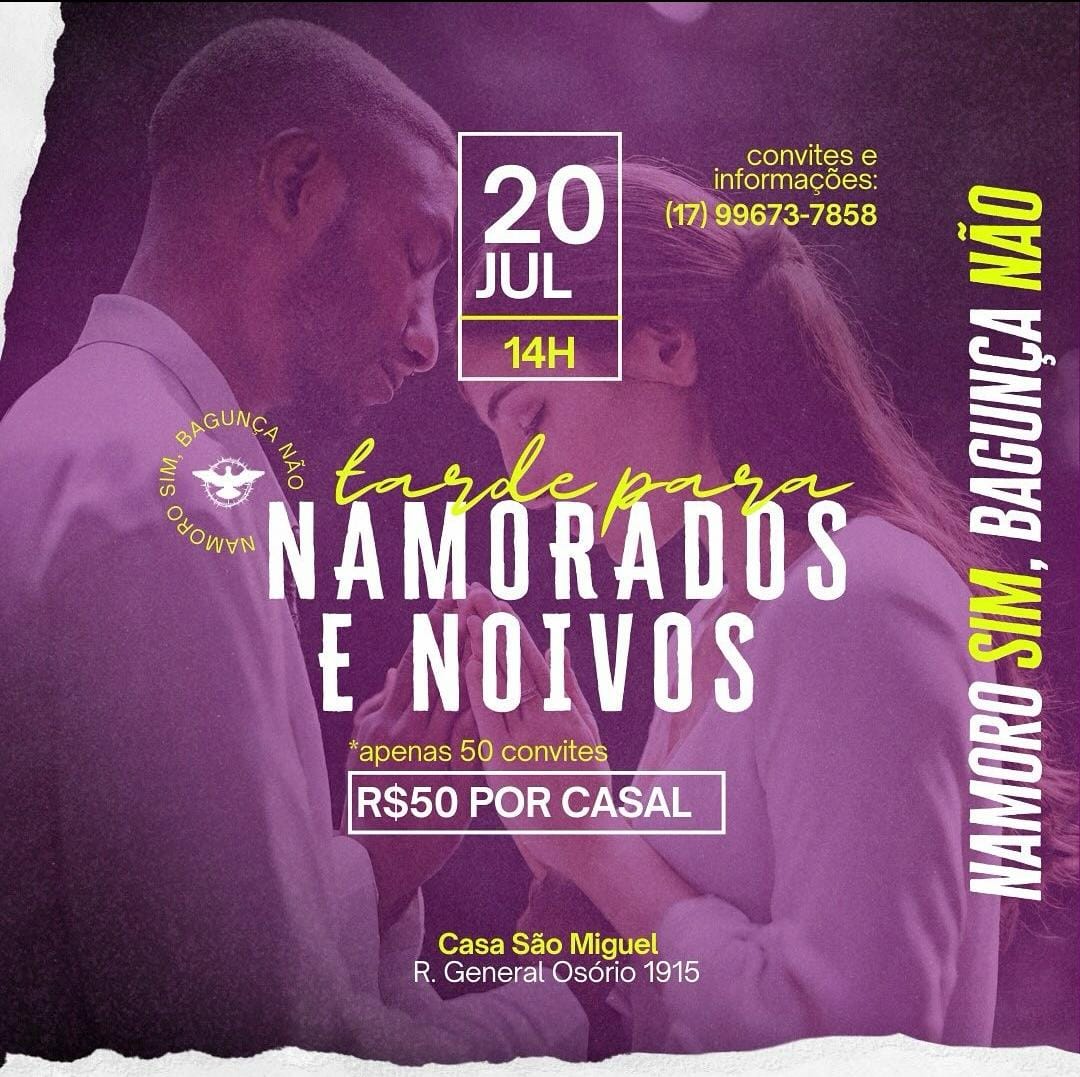 20
JUL
14H
convites e
informações:
(17) 99673-7858
NAMORO SIM, BAGUNÇA NÃO
NAMORO SIM, BAGUNÇA NÃO
tarde para
NAMORADOS
E NOIVOS
*apenas 50 convites
R$50 POR CASAL
Casa São Miguel
R. General Osório 1915